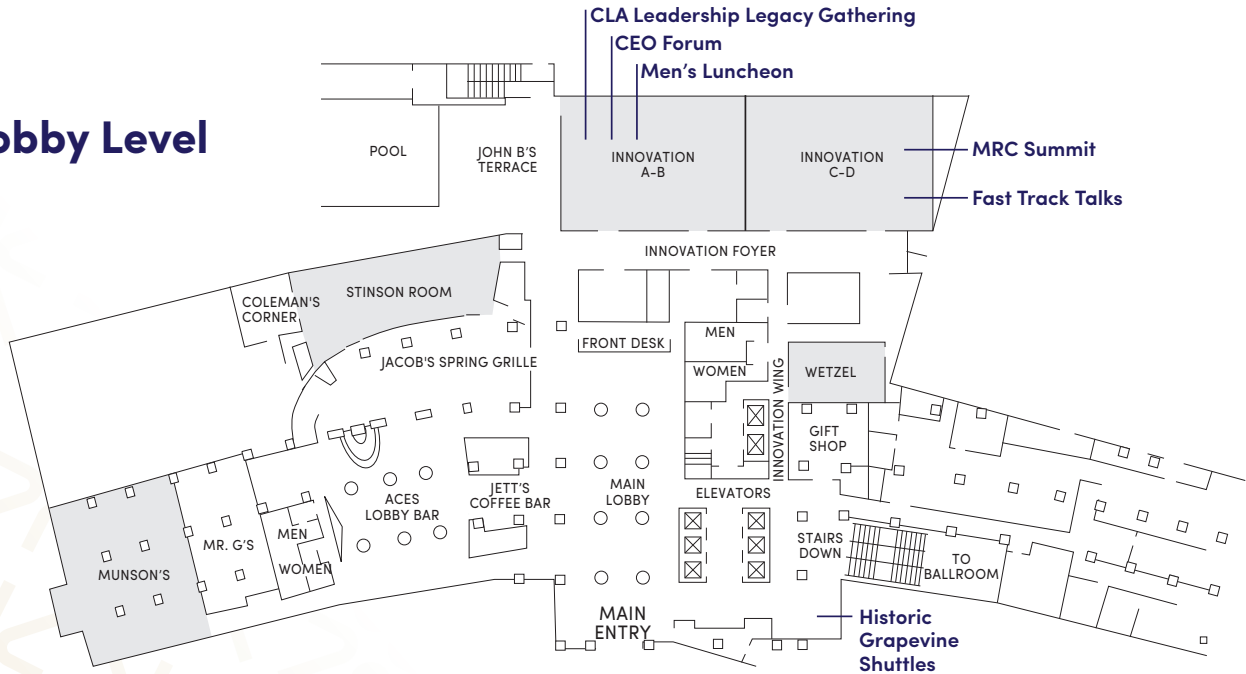 CLA Leadership Legacy Gathering
CEO Forum
Men's Luncheon
obby Level
POOL
JOHN B'S
TERRACE
INNOVATION
A-B
INNOVATION
C-D
MRC Summit
Fast Track Talks
INNOVATION FOYER
STINSON ROOM
COLEMAN'S
CORNER
FRONT DESK
MEN
WOMEN
JACOB'S SPRING GRILLE
INNOVATION WING
WETZEL
GIFT
SHOP
ACES
LOBBY BAR
JETT'S
COFFEE BAR
MAIN
LOBBY
ELEVATORS
MR. G'S
MEN
WOMEN
MUNSON'S
STAIRS
DOWN
TO
BALLROOM
MAIN
ENTRY
Historic
Grapevine
Shuttles